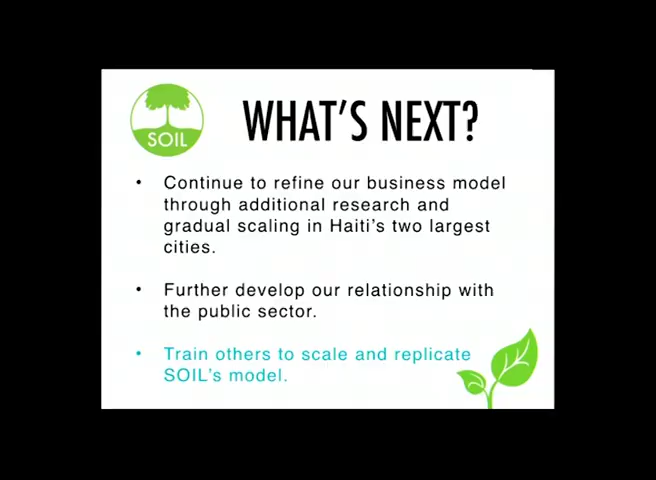 SOIL
WHAT'S NEXT?
• Continue to refine our business model
through additional research and
gradual scaling in Haiti's two largest
cities.
• Further develop our relationship with
the public sector.
• Train others to scale and replicate
SOIL's model.